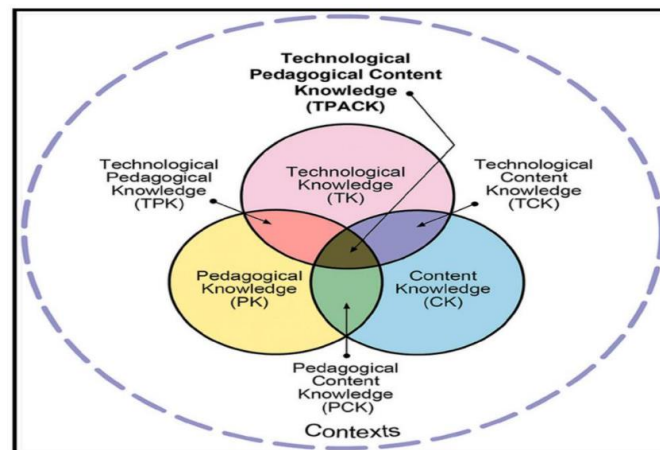 Technological
Pedagogical Content
Knowledge
(TPACK)
Technological
Pedagogical
Knowledge
(TPK)
Technological
Knowledge
(TK)
Technological
Content
Knowledge
(TCK)
Pedagogical
Knowledge
(PK)
Content
Knowledge
(CK)
Pedagogical
Content
Knowledge
(PCK)
Contexts